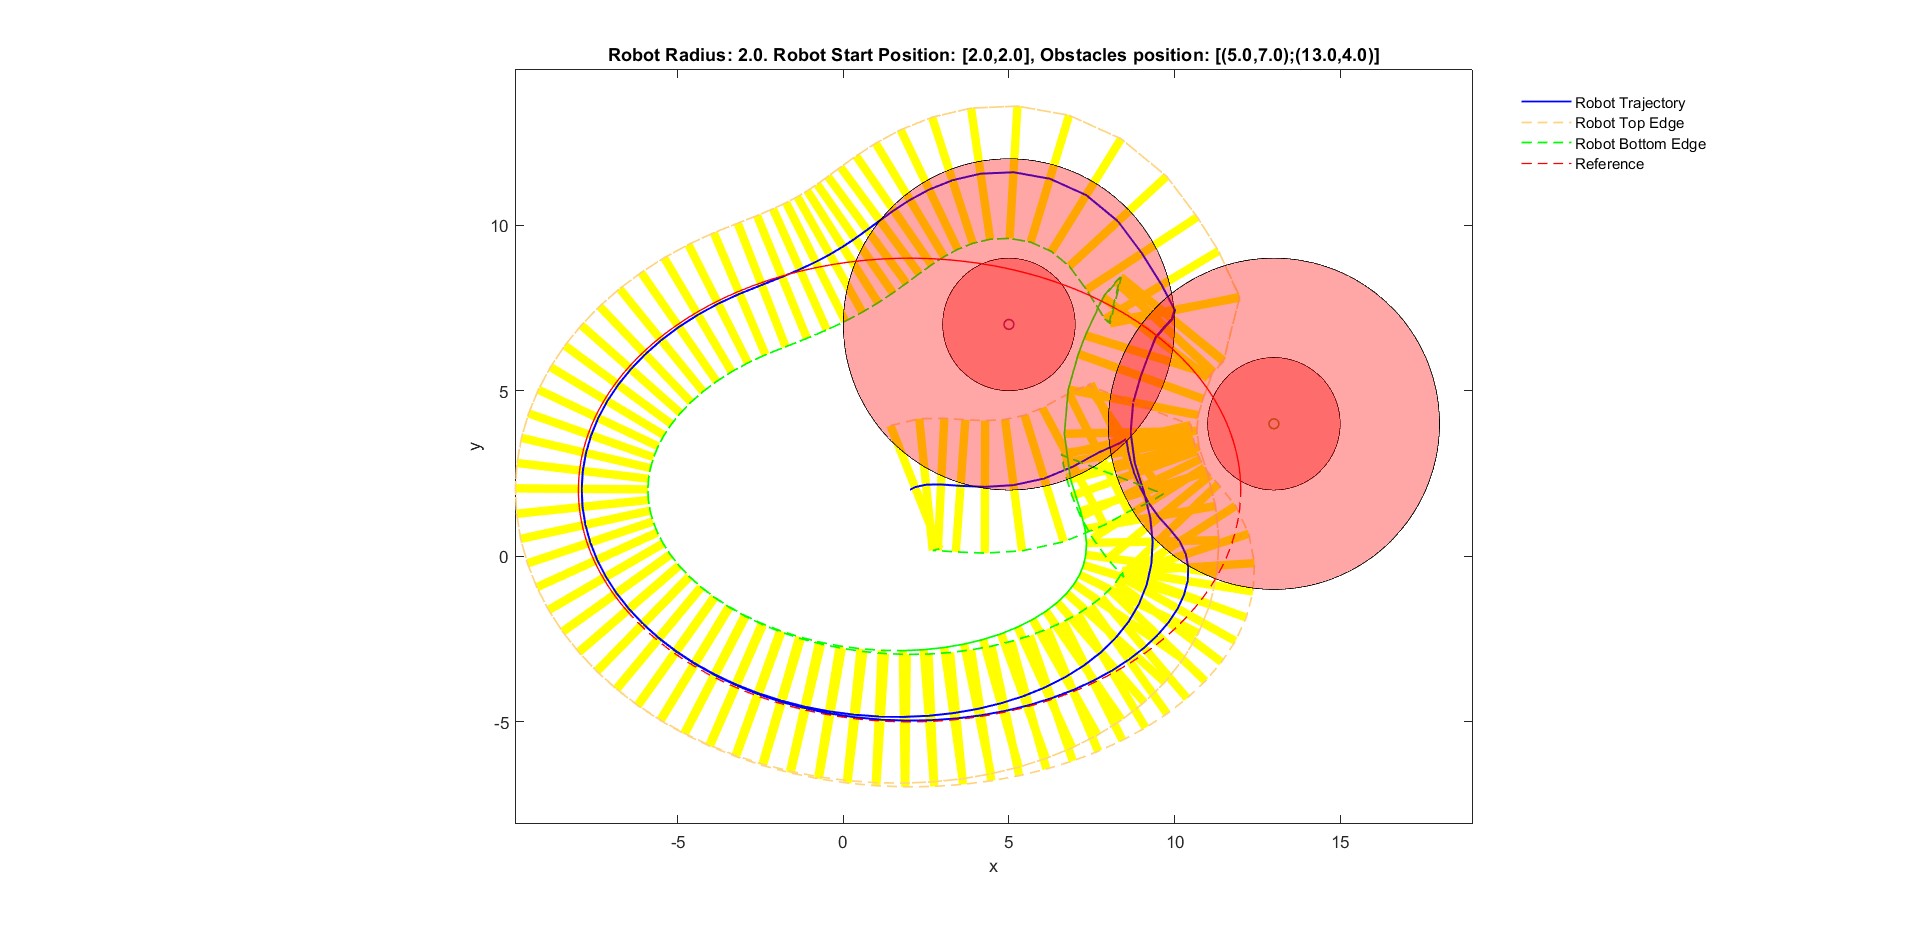 Robot Radius: 2.0. Robot Start Position: [2.0,2.0], Obstacles position: [(5.0,7.0);(13.0,4.0)]
Robot Trajectory
Robot Top Edge
Robot Bottom Edge
Reference
10
5
0
-5
y
-5
0
5
10
15
x